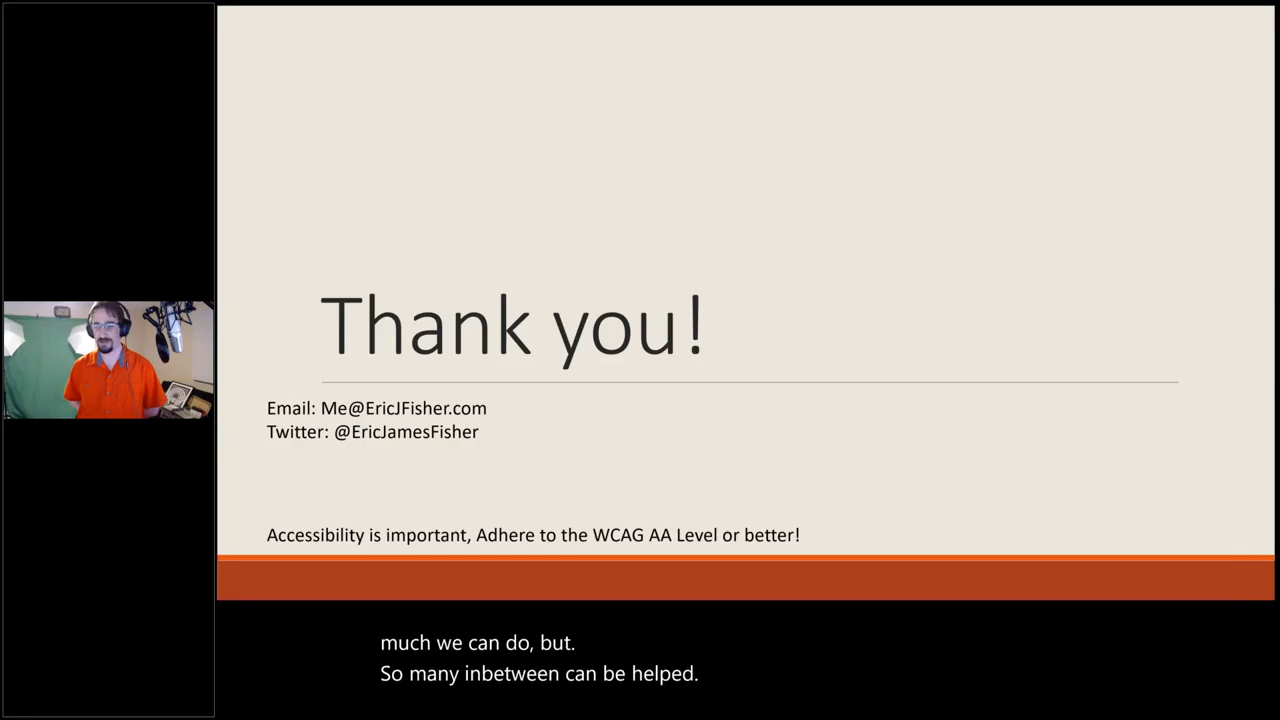 Thank you!
Email: Me@EricJFisher.com
Twitter: @EricJamesFisher
Accessibility is important, Adhere to the WCAG AA Level or better!
much we can do, but.
So many inbetween can be helped.